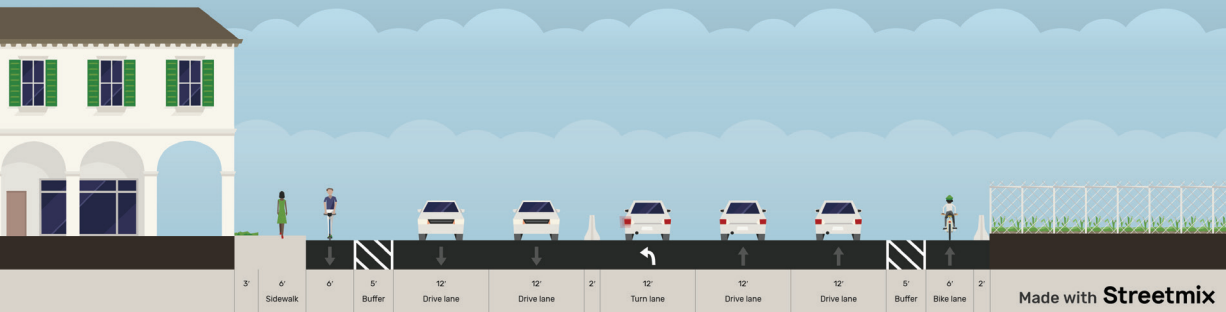 3' 6' 6' 5' 12' 12' 2' 12' 12' 12' 5' 6' 2'
Sidewalk Buffer Drive lane Drive lane Turn lane Drive lane Drive lane Buffer Bike lane
Made with Streetmix